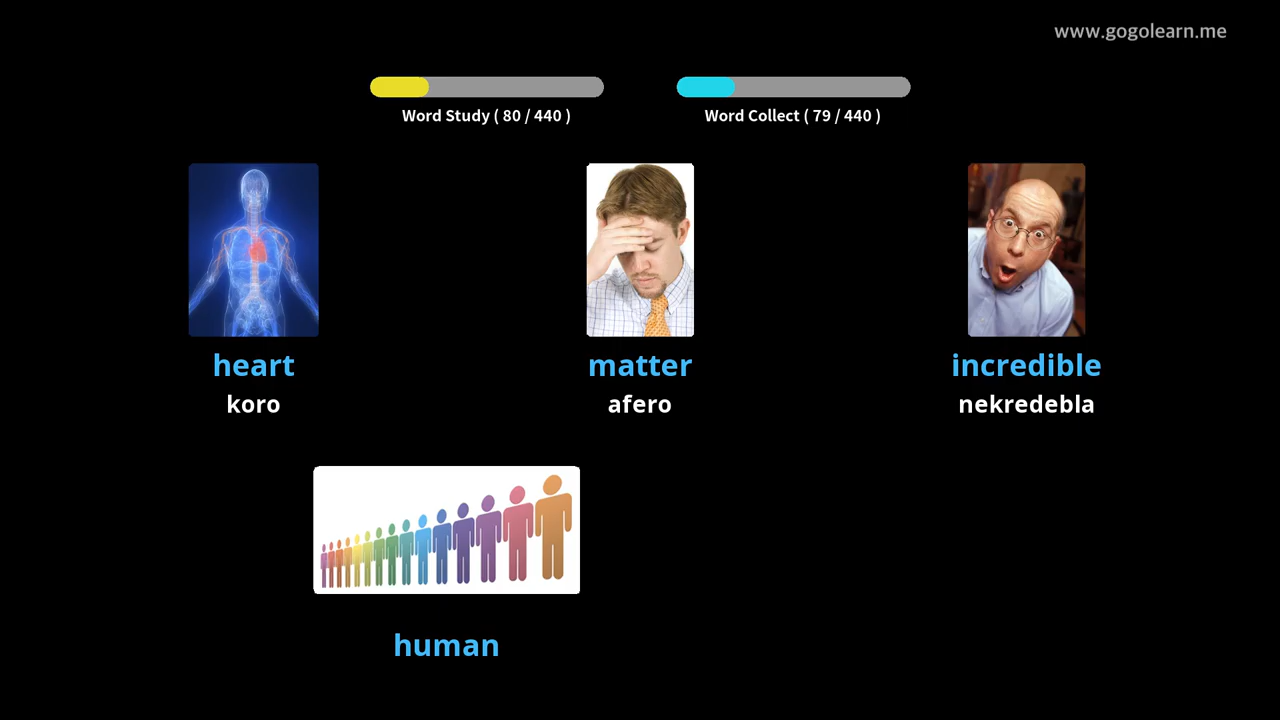 www.gogolearn.me
Word Study ( 80 / 440 )
Word Collect ( 79 / 440 )
heart
matter
incredible
koro
afero
nekredebla
human